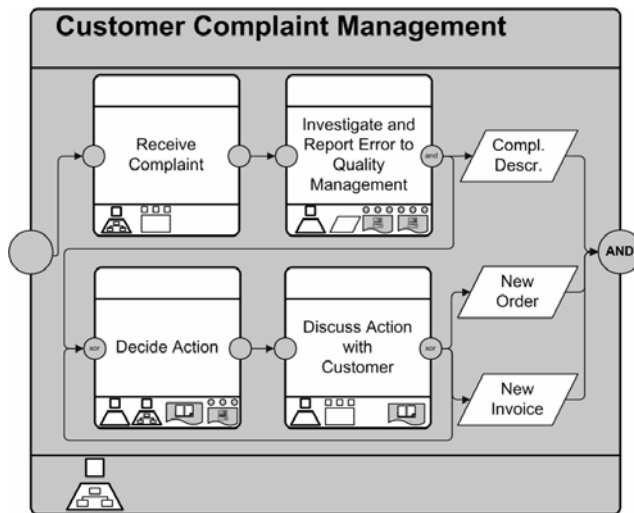 Customer Complaint Management
Receive
Complaint
Investigate and
Report Error to
Quality
Management
and
Compl.
Descr.
AND
xor
Decide Action
Discuss Action
with
Customer
xor
New
Order
New
Invoice